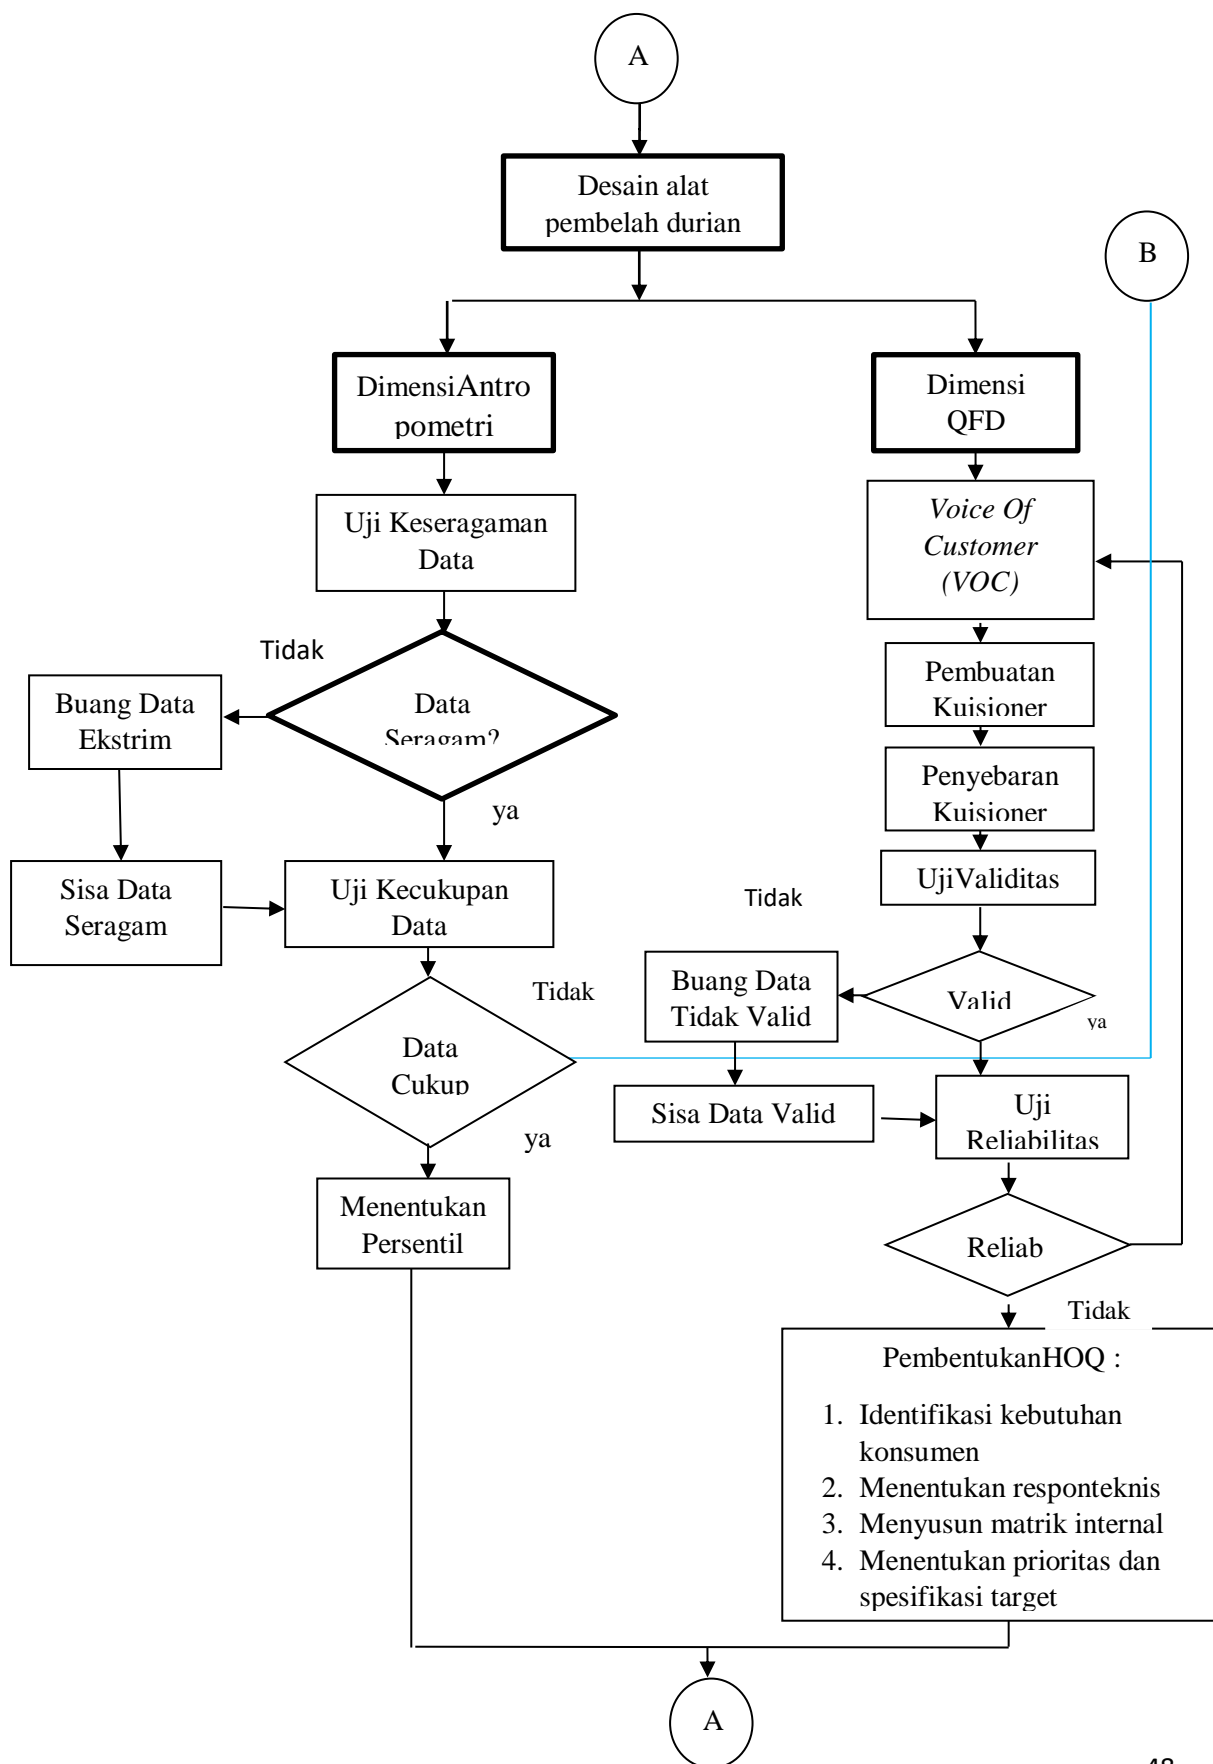 A
Desain alat
pembelah durian
B
DimensiAntro
pometri
Dimensi
QFD
Uji Keseragaman
Data
Voice Of
Customer
(VOC)
Tidak
Data
Seragam?
Buang Data
Ekstrim
ya
Pembuatan
Kuisioner
Penyebaran
Kuisioner
Sisa Data
Seragam
Uji Kecukupan
Data
UjiValiditas
Tidak
Tidak
Buang Data
Tidak Valid
Valid
ya
Data
Cukup
Sisa Data Valid
Uji
Reliabilitas
ya
Menentukan
Persentil
Reliab
Tidak
PembentukanHOQ :
1. Identifikasi kebutuhan
konsumen
2. Menentukan responteknis
3. Menyusun matrik internal
4. Menentukan prioritas dan
spesifikasi target
A
48